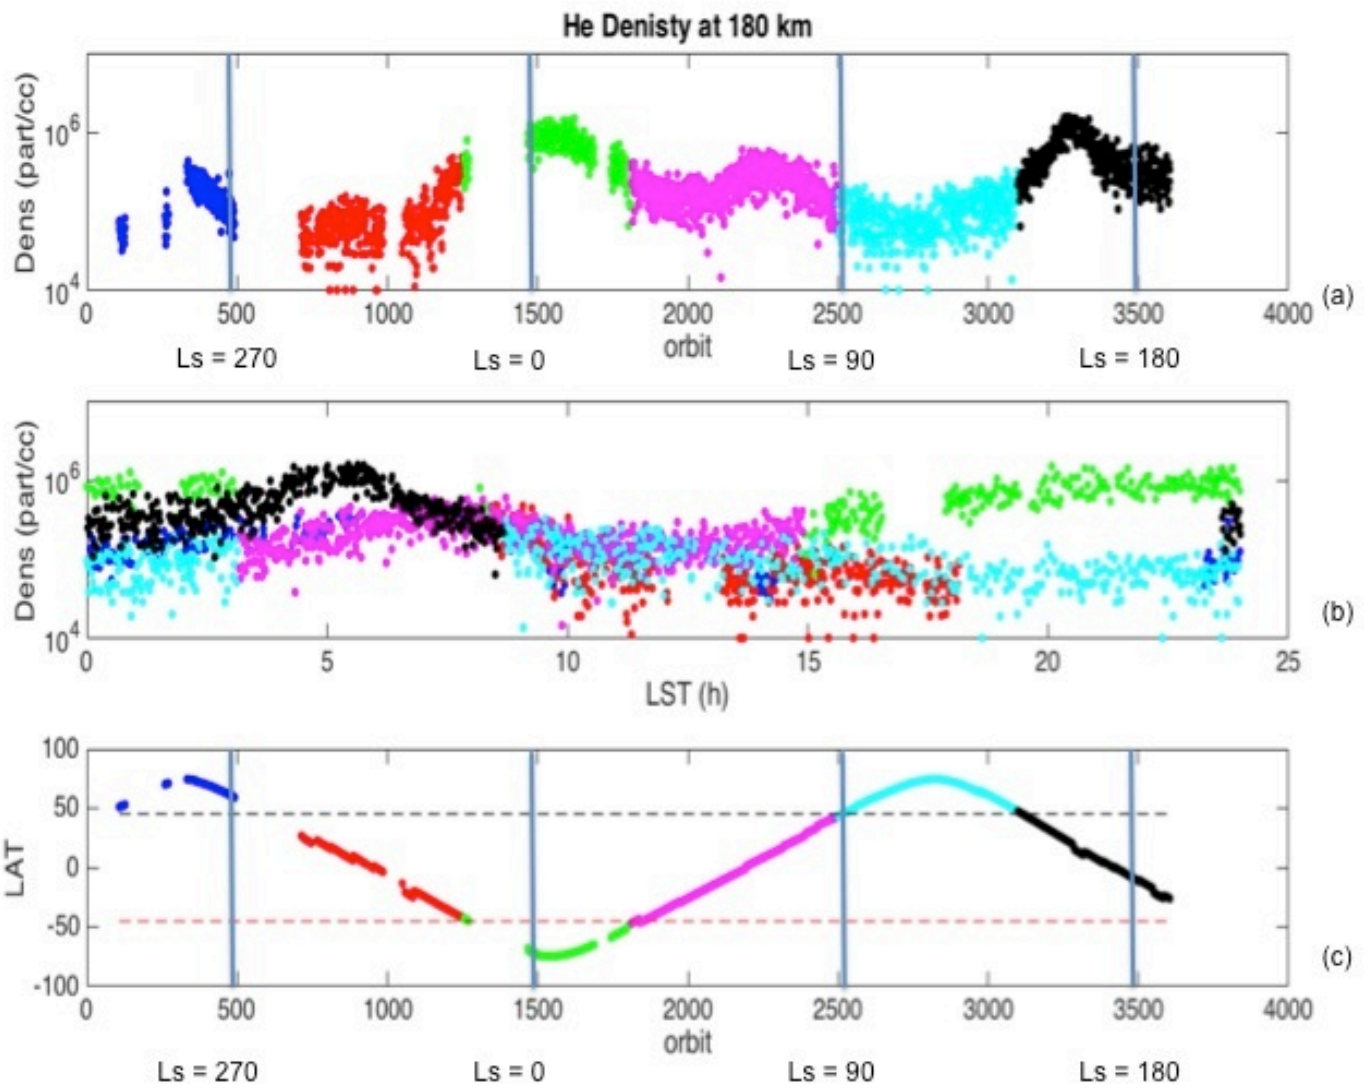 He Denisty at 180 km
Dens (part/cc)
10^6
10^4
0 500 1000 1500 2000 2500 3000 3500 4000
orbit
(a)
Ls = 270 Ls = 0 Ls = 90 Ls = 180
Dens (part/cc)
10^6
10^4
0 5 10 15 20 25
LST (h)
(b)
LAT
100
50
0
-50
-100
0 500 1000 1500 2000 2500 3000 3500 4000
orbit
(c)
Ls = 270 Ls = 0 Ls = 90 Ls = 180